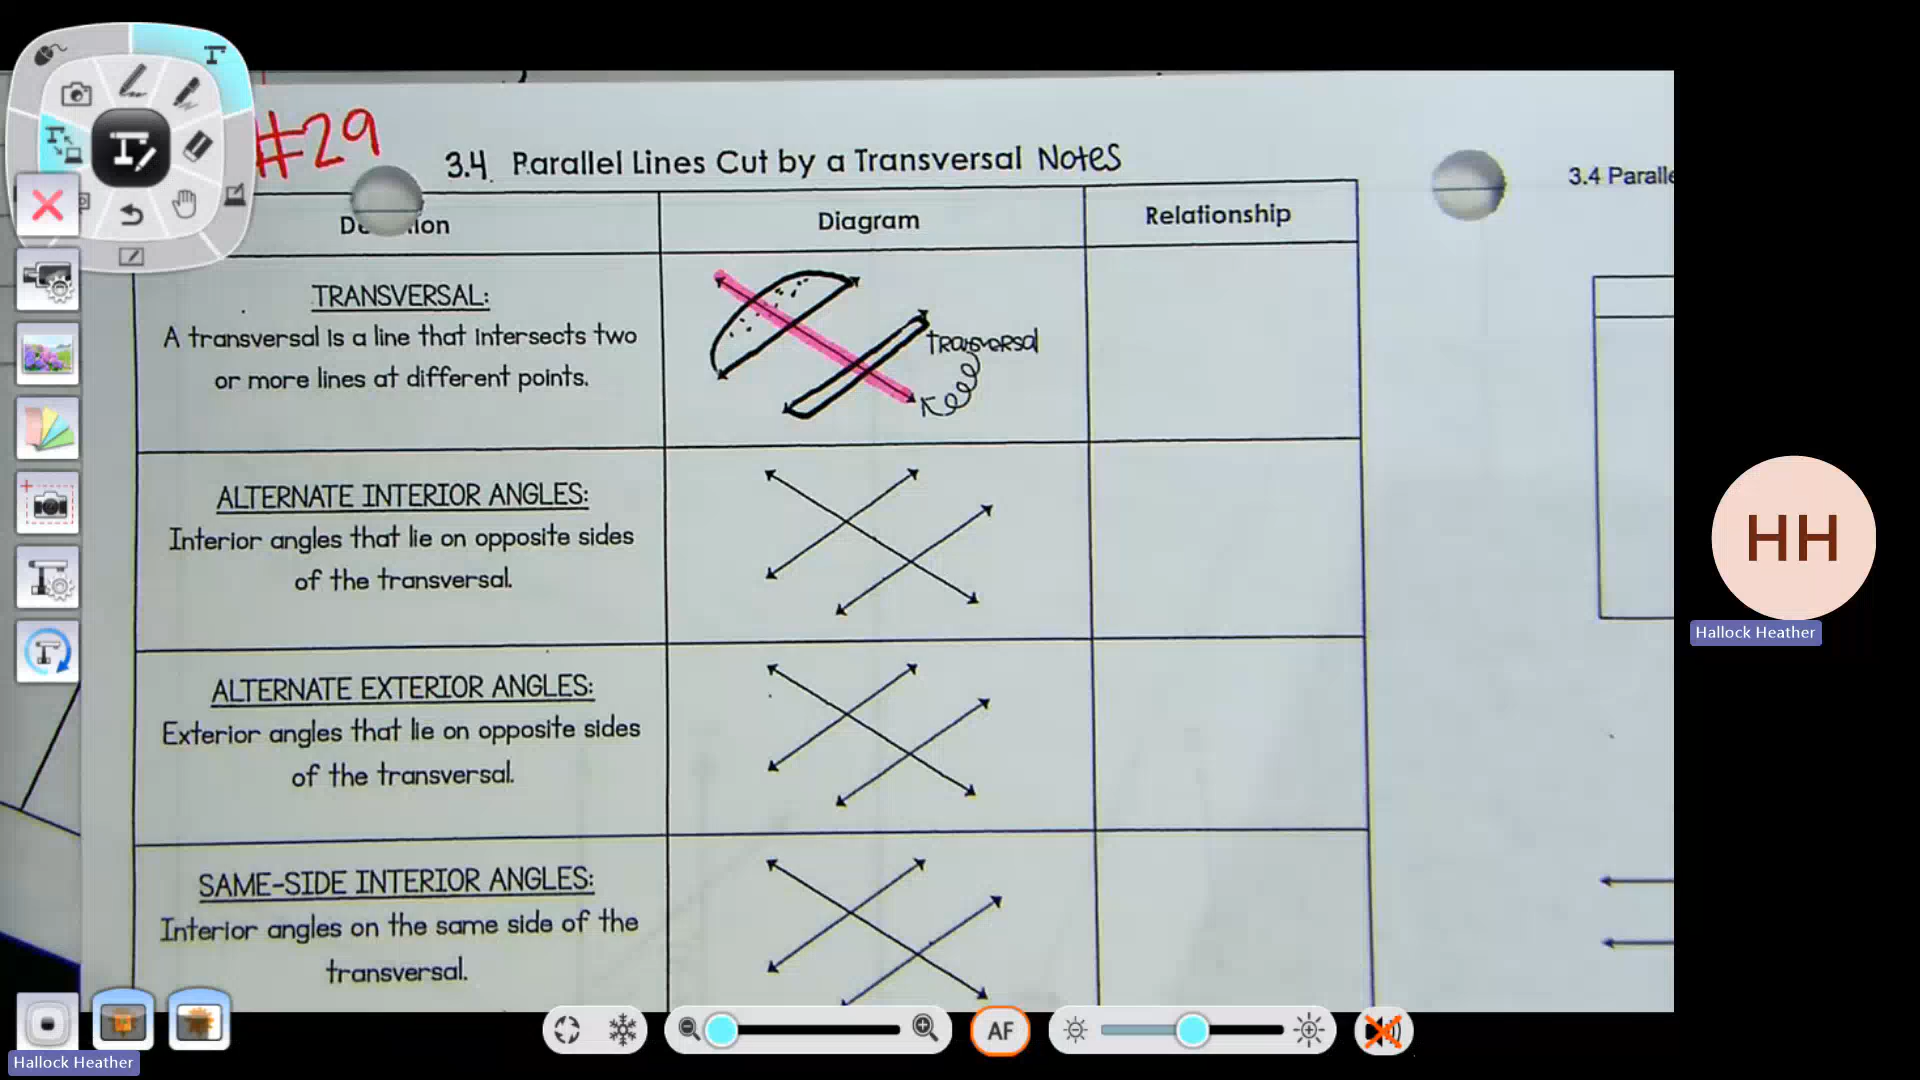 #29
3.4 Parallel Lines Cut by a Transversal Notes
3.4 Paralle
Diagram
Relationship
TRANSVERSAL:
A transversal is a line that intersects two
or more lines at different points.
transversal
ALTERNATE INTERIOR ANGLES:
Interior angles that lie on opposite sides
of the transversal.
ALTERNATE EXTERIOR ANGLES:
Exterior angles that lie on opposite sides
of the transversal.
SAME-SIDE INTERIOR ANGLES:
Interior angles on the same side of the
transversal.
HH
Hallock Heather
AF
Hallock Heather